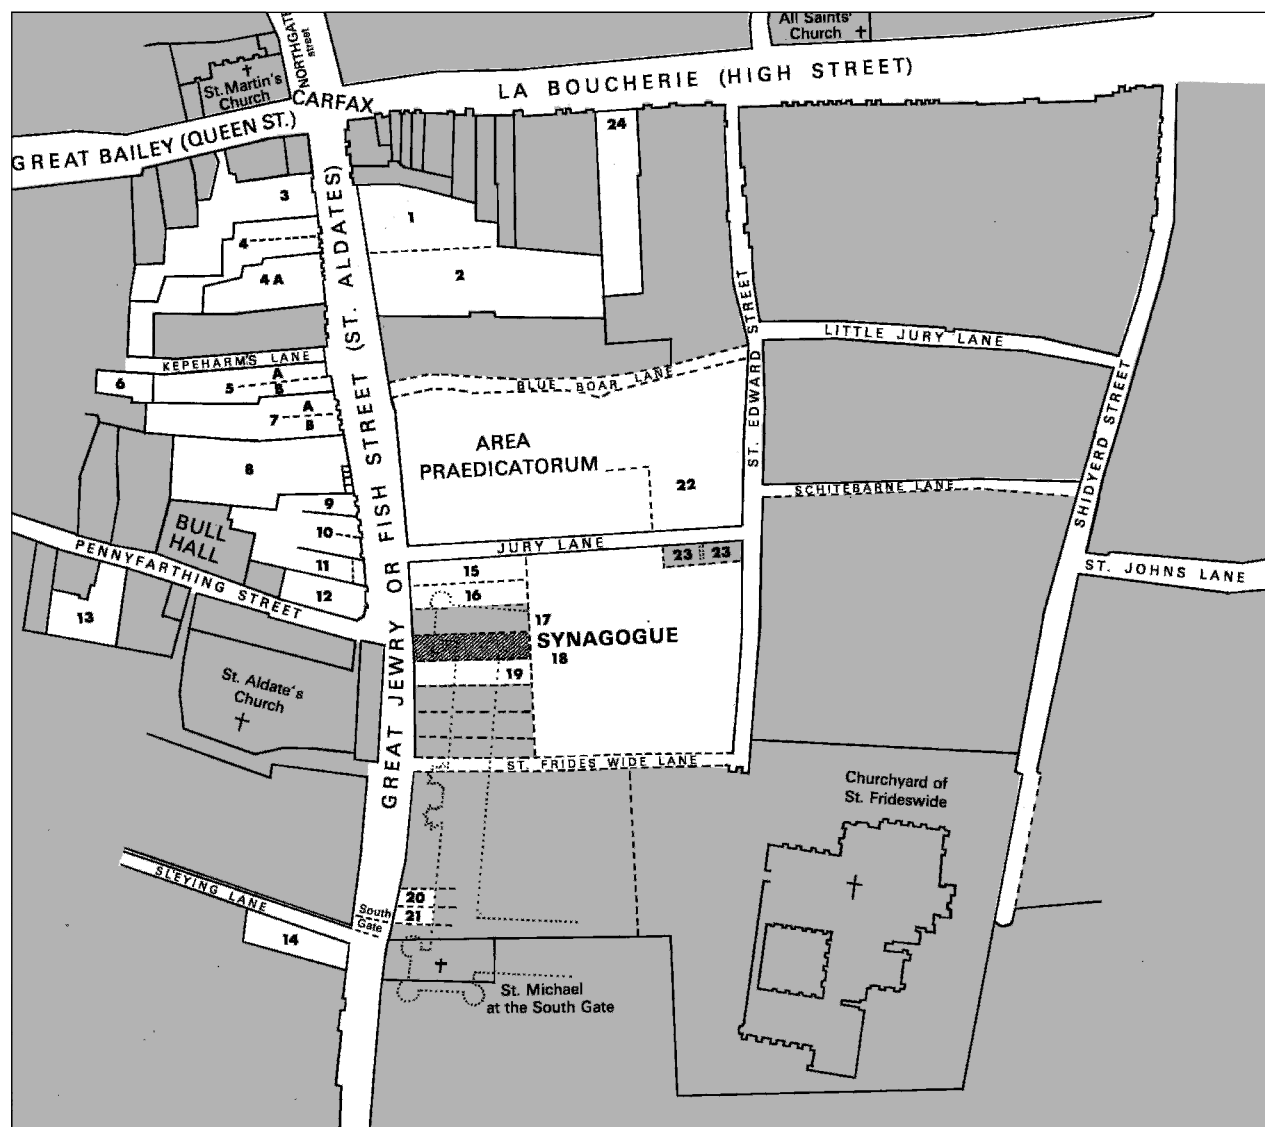 All Saints'
Church
NORTHGATE
street
St. Martin's
Church
CARFAX
LA BOUCHERIE (HIGH STREET)
GREAT BAILEY (QUEEN ST.)
24
3
1
4
4A
2
GREAT JEWRY OR FISH STREET (ST. ALDATES)
ST. EDWARD STREET
LITTLE JURY LANE
SHIDYERD STREET
KEPEHARM'S LANE
BLUE BOAR LANE
6
5
A
B
7
A
B
AREA
PRAEDICATORUM
8
22
SCHITEBARNE LANE
9
BULL
HALL
10
11
12
PENNYFARTHING STREET
JURY LANE
23
23
ST. JOHNS LANE
15
16
13
17
SYNAGOGUE
18
19
St. Aldate's
Church
ST. FRIDES WIDE LANE
Churchyard of
St. Frideswide
SLEYING LANE
South
Gate
20
21
14
St. Michael
at the South Gate